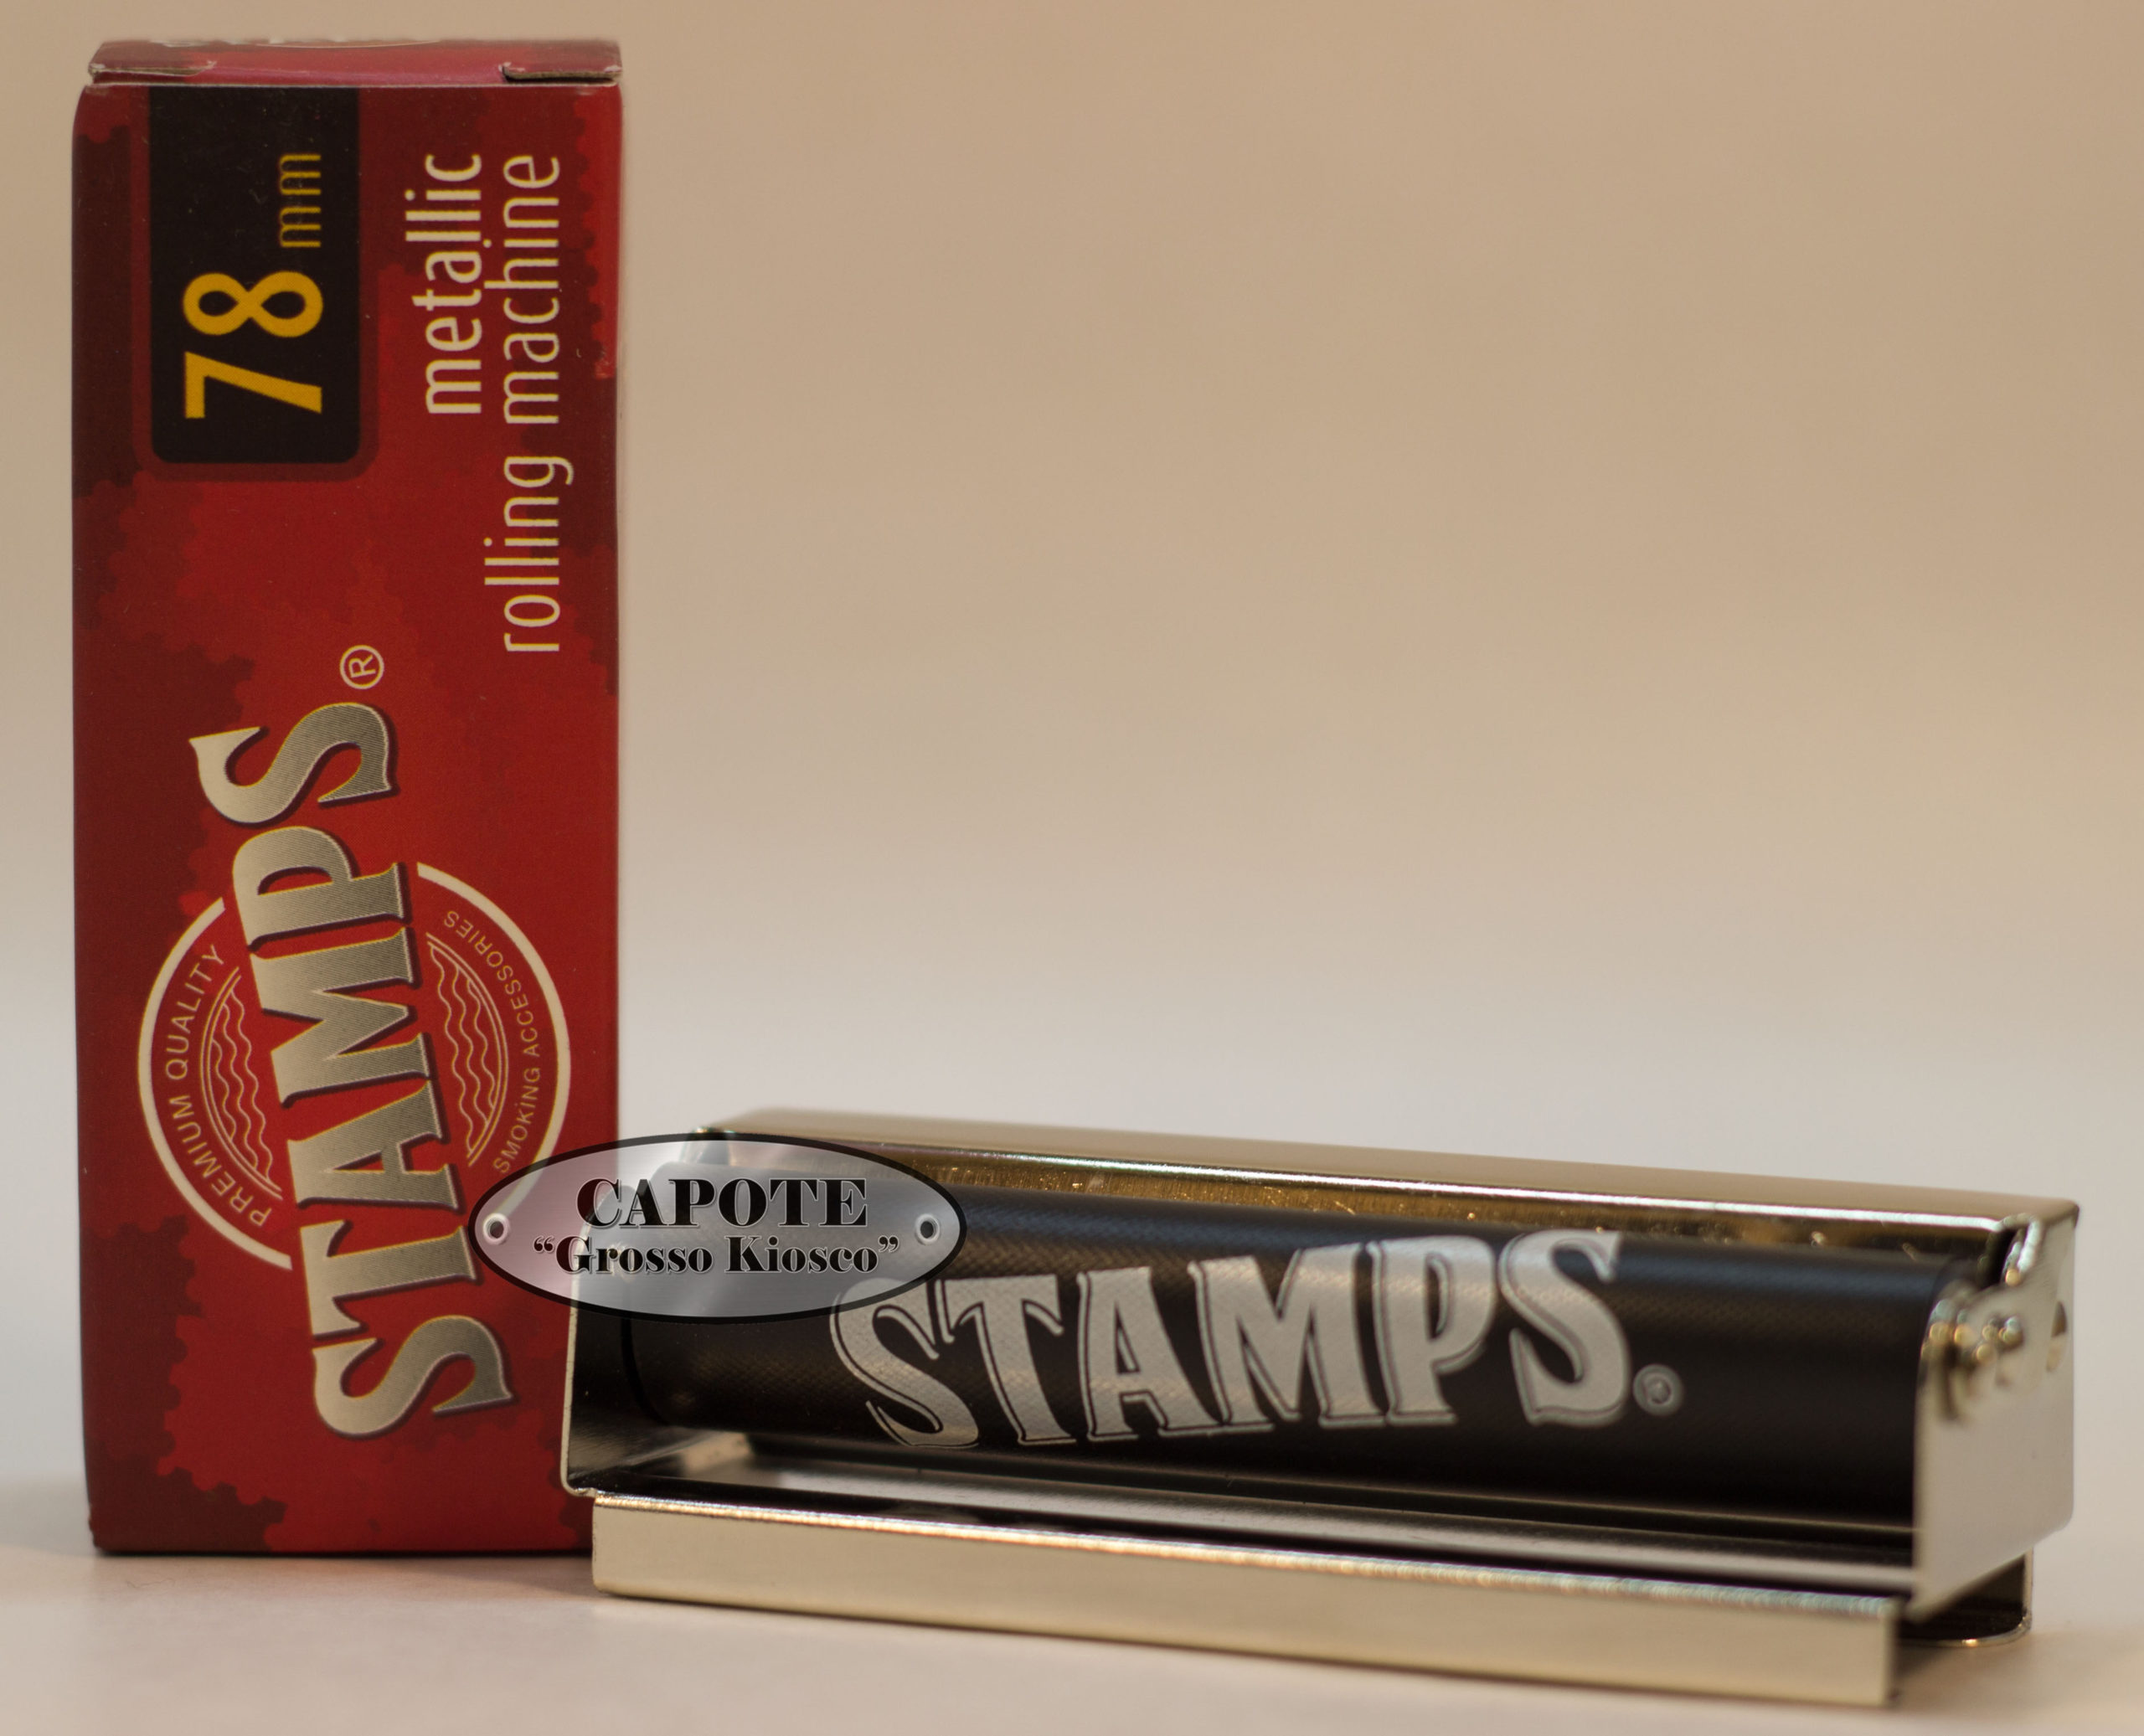 78 mm
metallic
rolling machine
STAMPS®
PREMIUM QUALITY
SMOKING ACCESSORIES
CAPOTE
“Grosso Kiosco”
STAMPS®